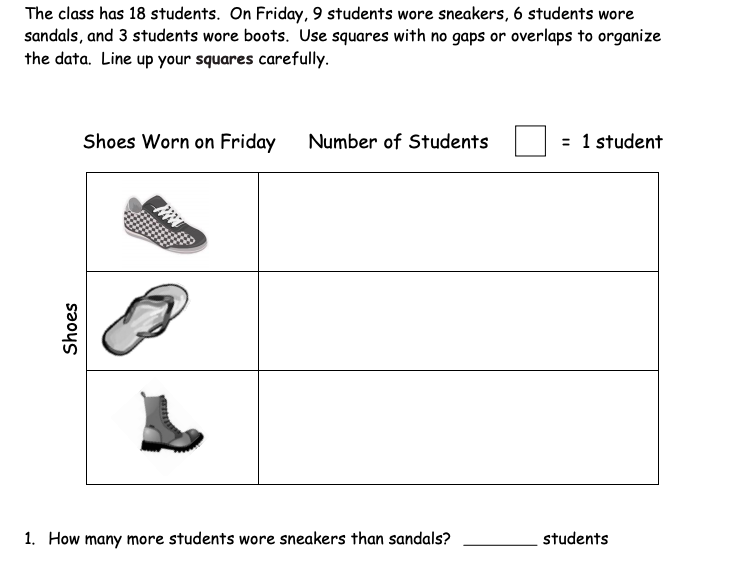 The class has 18 students. On Friday, 9 students wore sneakers, 6 students wore
sandals, and 3 students wore boots. Use squares with no gaps or overlaps to organize
the data. Line up your squares carefully.
Shoes Worn on Friday Number of Students = 1 student
Shoes
1. How many more students wore sneakers than sandals? ________ students